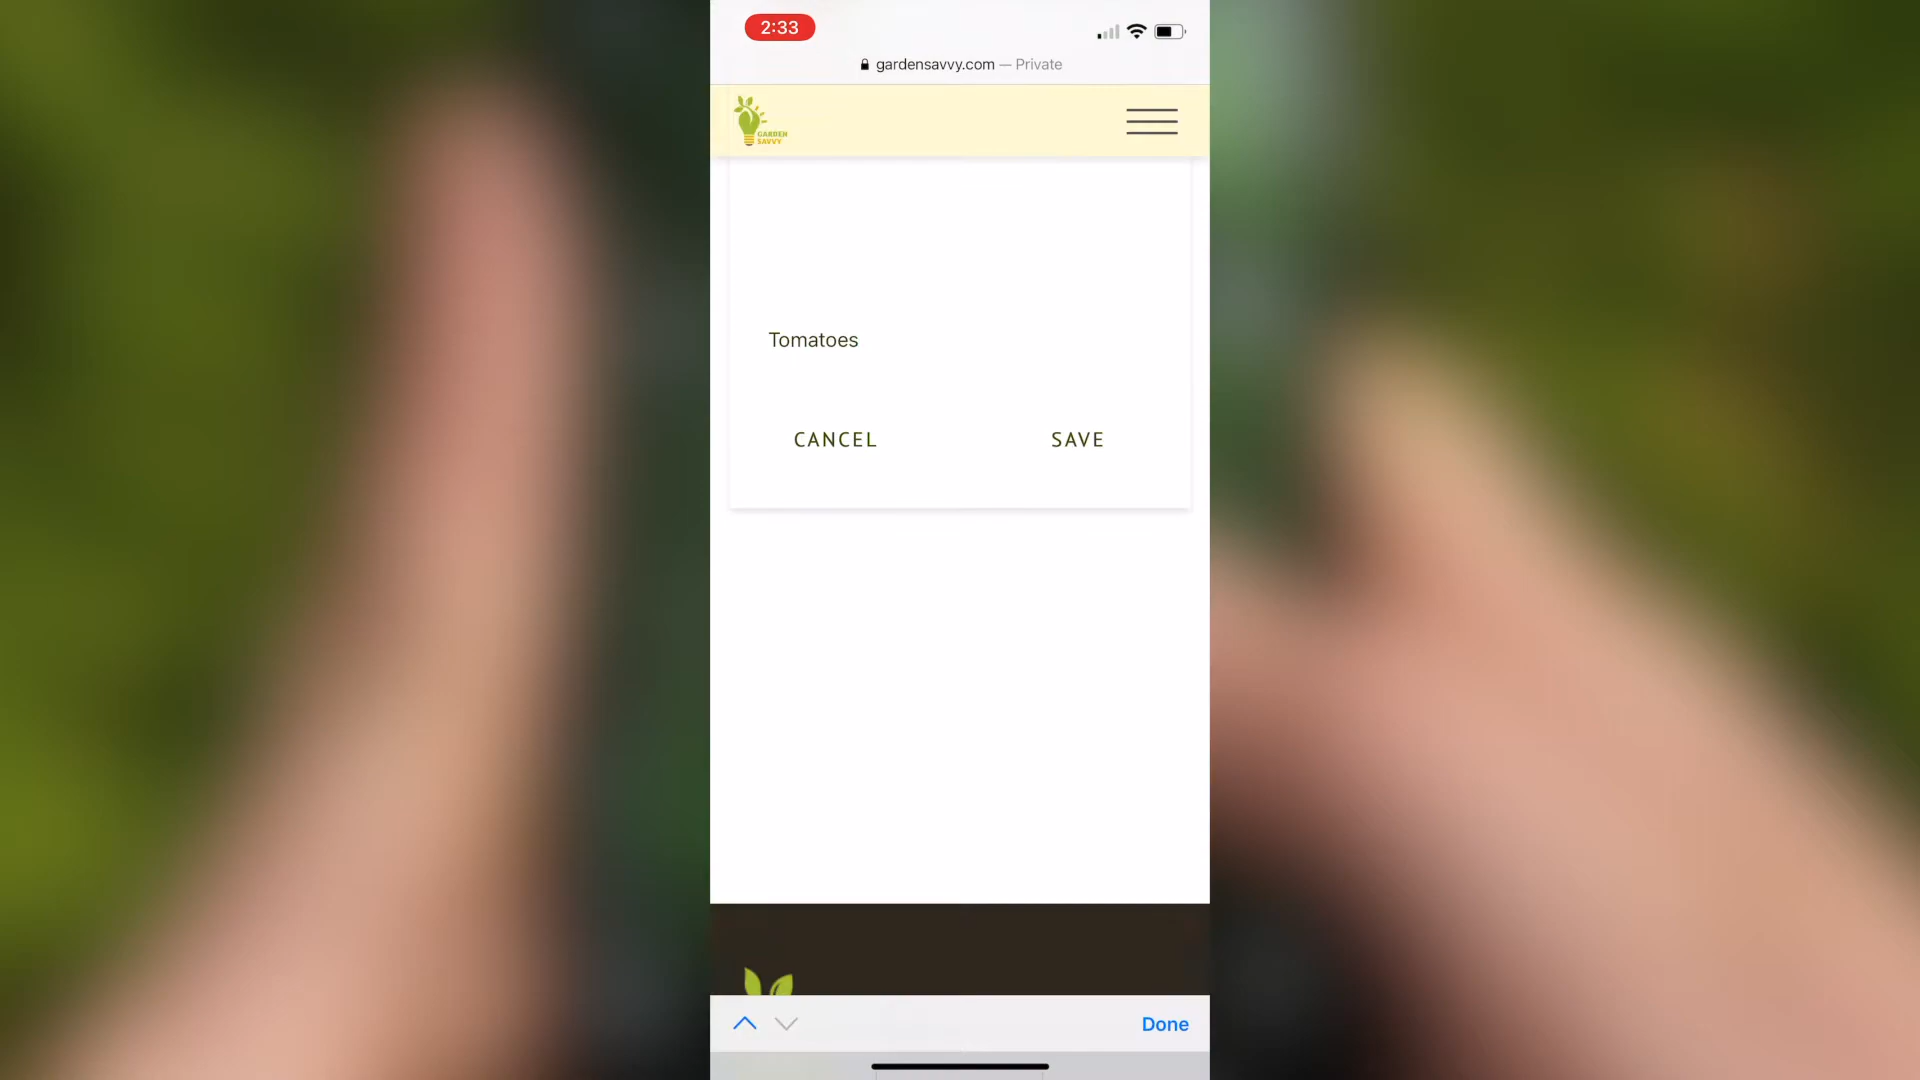 2:33
gardensavvy.com — Private
GARDEN
SAVVY
Tomatoes
CANCEL
SAVE
Done